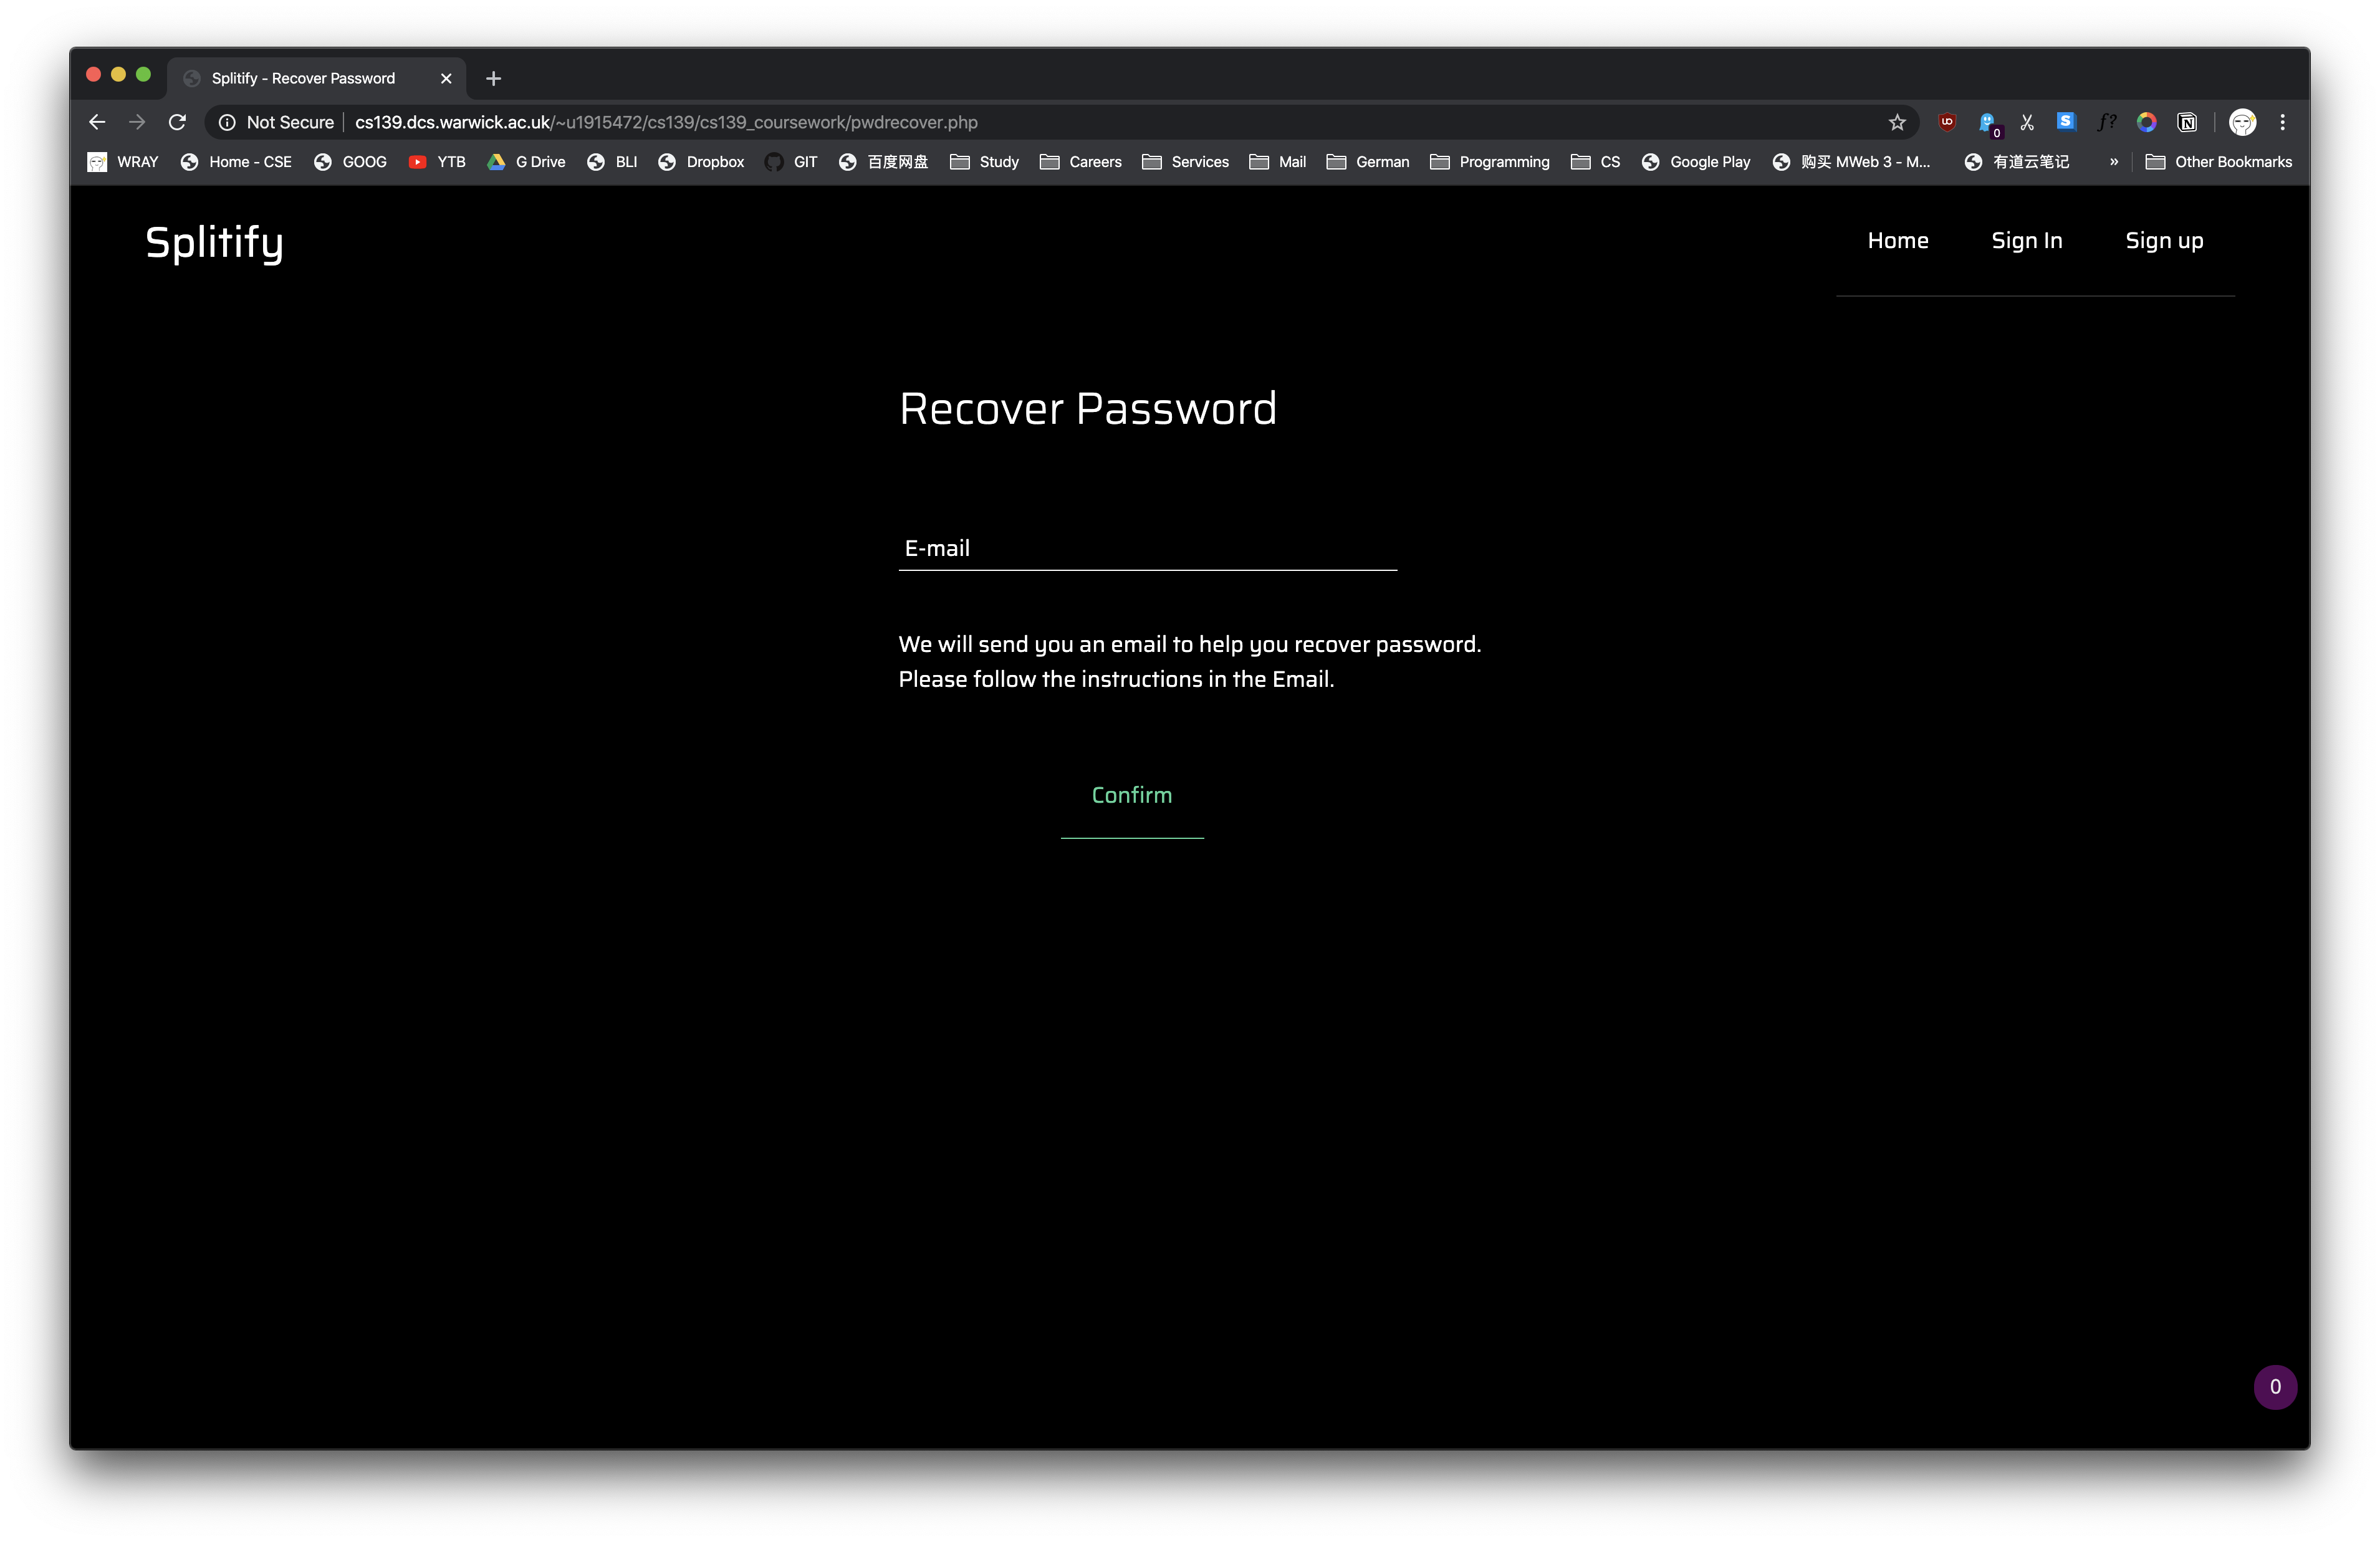 Splitify - Recover Password
Not Secure cs139.dcs.warwick.ac.uk/~u1915472/cs139/cs139_coursework/pwdrecover.php
0
WRAY Home - CSE GOOG YTB G Drive BLI Dropbox GIT 百度网盘 Study Careers Services Mail German Programming CS Google Play 购买 MWeb 3 - M... 有道云笔记 » Other Bookmarks
Splitify Home Sign In Sign up
Recover Password
E-mail
We will send you an email to help you recover password.
Please follow the instructions in the Email.
Confirm
0